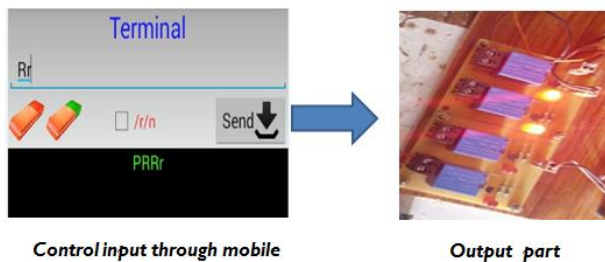 Terminal
Rr
/r/n
Send
PRRr
Control input through mobile
Output part